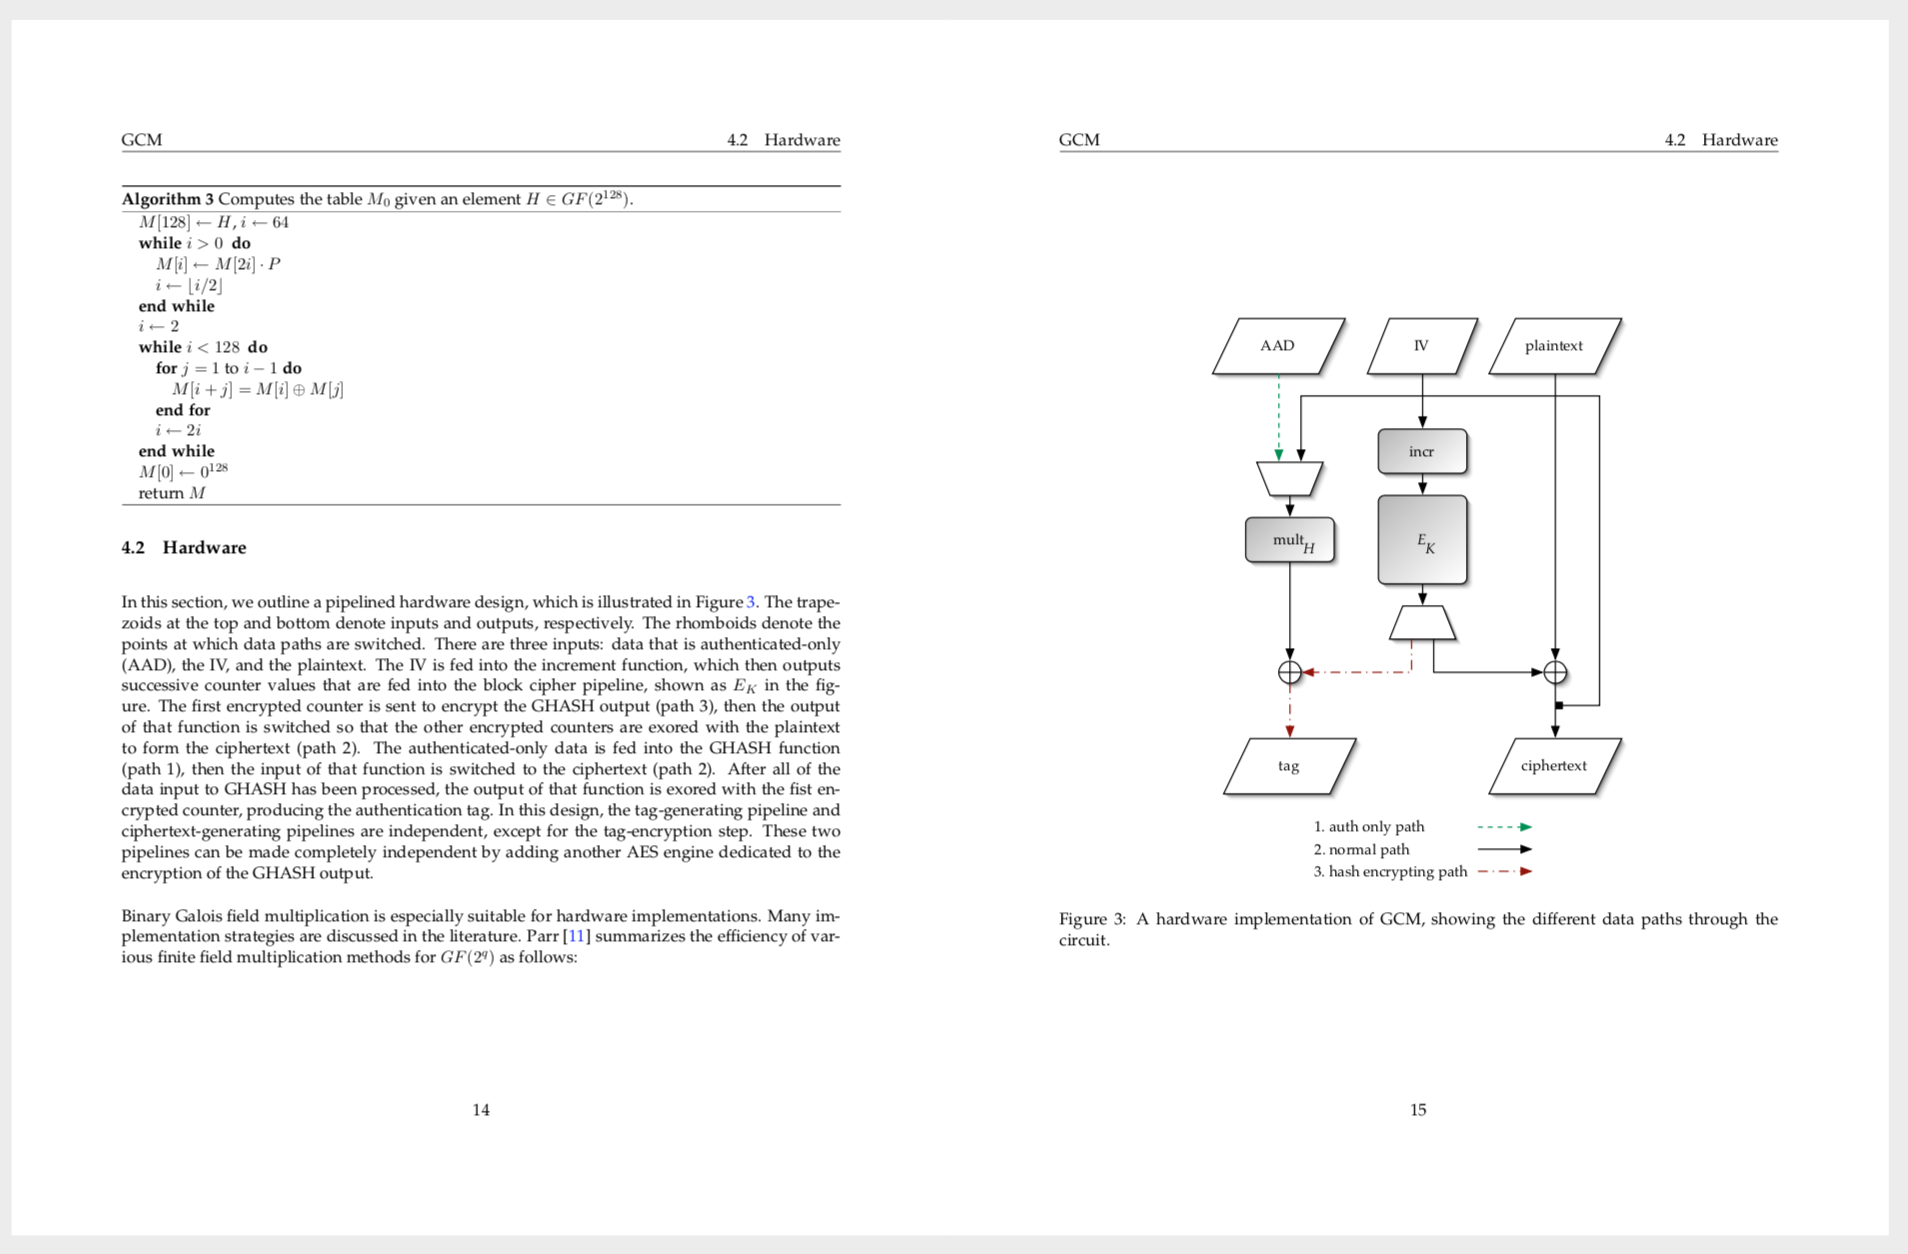 GCM 4.2 Hardware
Algorithm 3 Computes the table M₀ given an element H ∈ GF(2¹²⁸).
M[128] ← H, i ← 64
while i > 0 do
M[i] ← M[2i] · P
i ← ⌊i/2⌋
end while
i ← 2
while i < 128 do
for j = 1 to i − 1 do
M[i + j] = M[i] ⊕ M[j]
end for
i ← 2i
end while
M[0] ← 0¹²⁸
return M
4.2 Hardware
In this section, we outline a pipelined hardware design, which is illustrated in Figure 3. The trape-
zoids at the top and bottom denote inputs and outputs, respectively. The rhomboids denote the
points at which data paths are switched. There are three inputs: data that is authenticated-only
(AAD), the IV, and the plaintext. The IV is fed into the increment function, which then outputs
successive counter values that are fed into the block cipher pipeline, shown as E_K in the fig-
ure. The first encrypted counter is sent to encrypt the GHASH output (path 3), then the output
of that function is switched so that the other encrypted counters are exored with the plaintext
to form the ciphertext (path 2). The authenticated-only data is fed into the GHASH function
(path 1), then the input of that function is switched to the ciphertext (path 2). After all of the
data input to GHASH has been processed, the output of that function is exored with the fist en-
crypted counter, producing the authentication tag. In this design, the tag-generating pipeline and
ciphertext-generating pipelines are independent, except for the tag-encryption step. These two
pipelines can be made completely independent by adding another AES engine dedicated to the
encryption of the GHASH output.
Binary Galois field multiplication is especially suitable for hardware implementations. Many im-
plementation strategies are discussed in the literature. Parr [11] summarizes the efficiency of var-
ious finite field multiplication methods for GF(2^q) as follows:
14
GCM 4.2 Hardware
AAD IV plaintext
incr
mult_H E_K
tag ciphertext
1. auth only path
2. normal path
3. hash encrypting path
Figure 3: A hardware implementation of GCM, showing the different data paths through the
circuit.
15